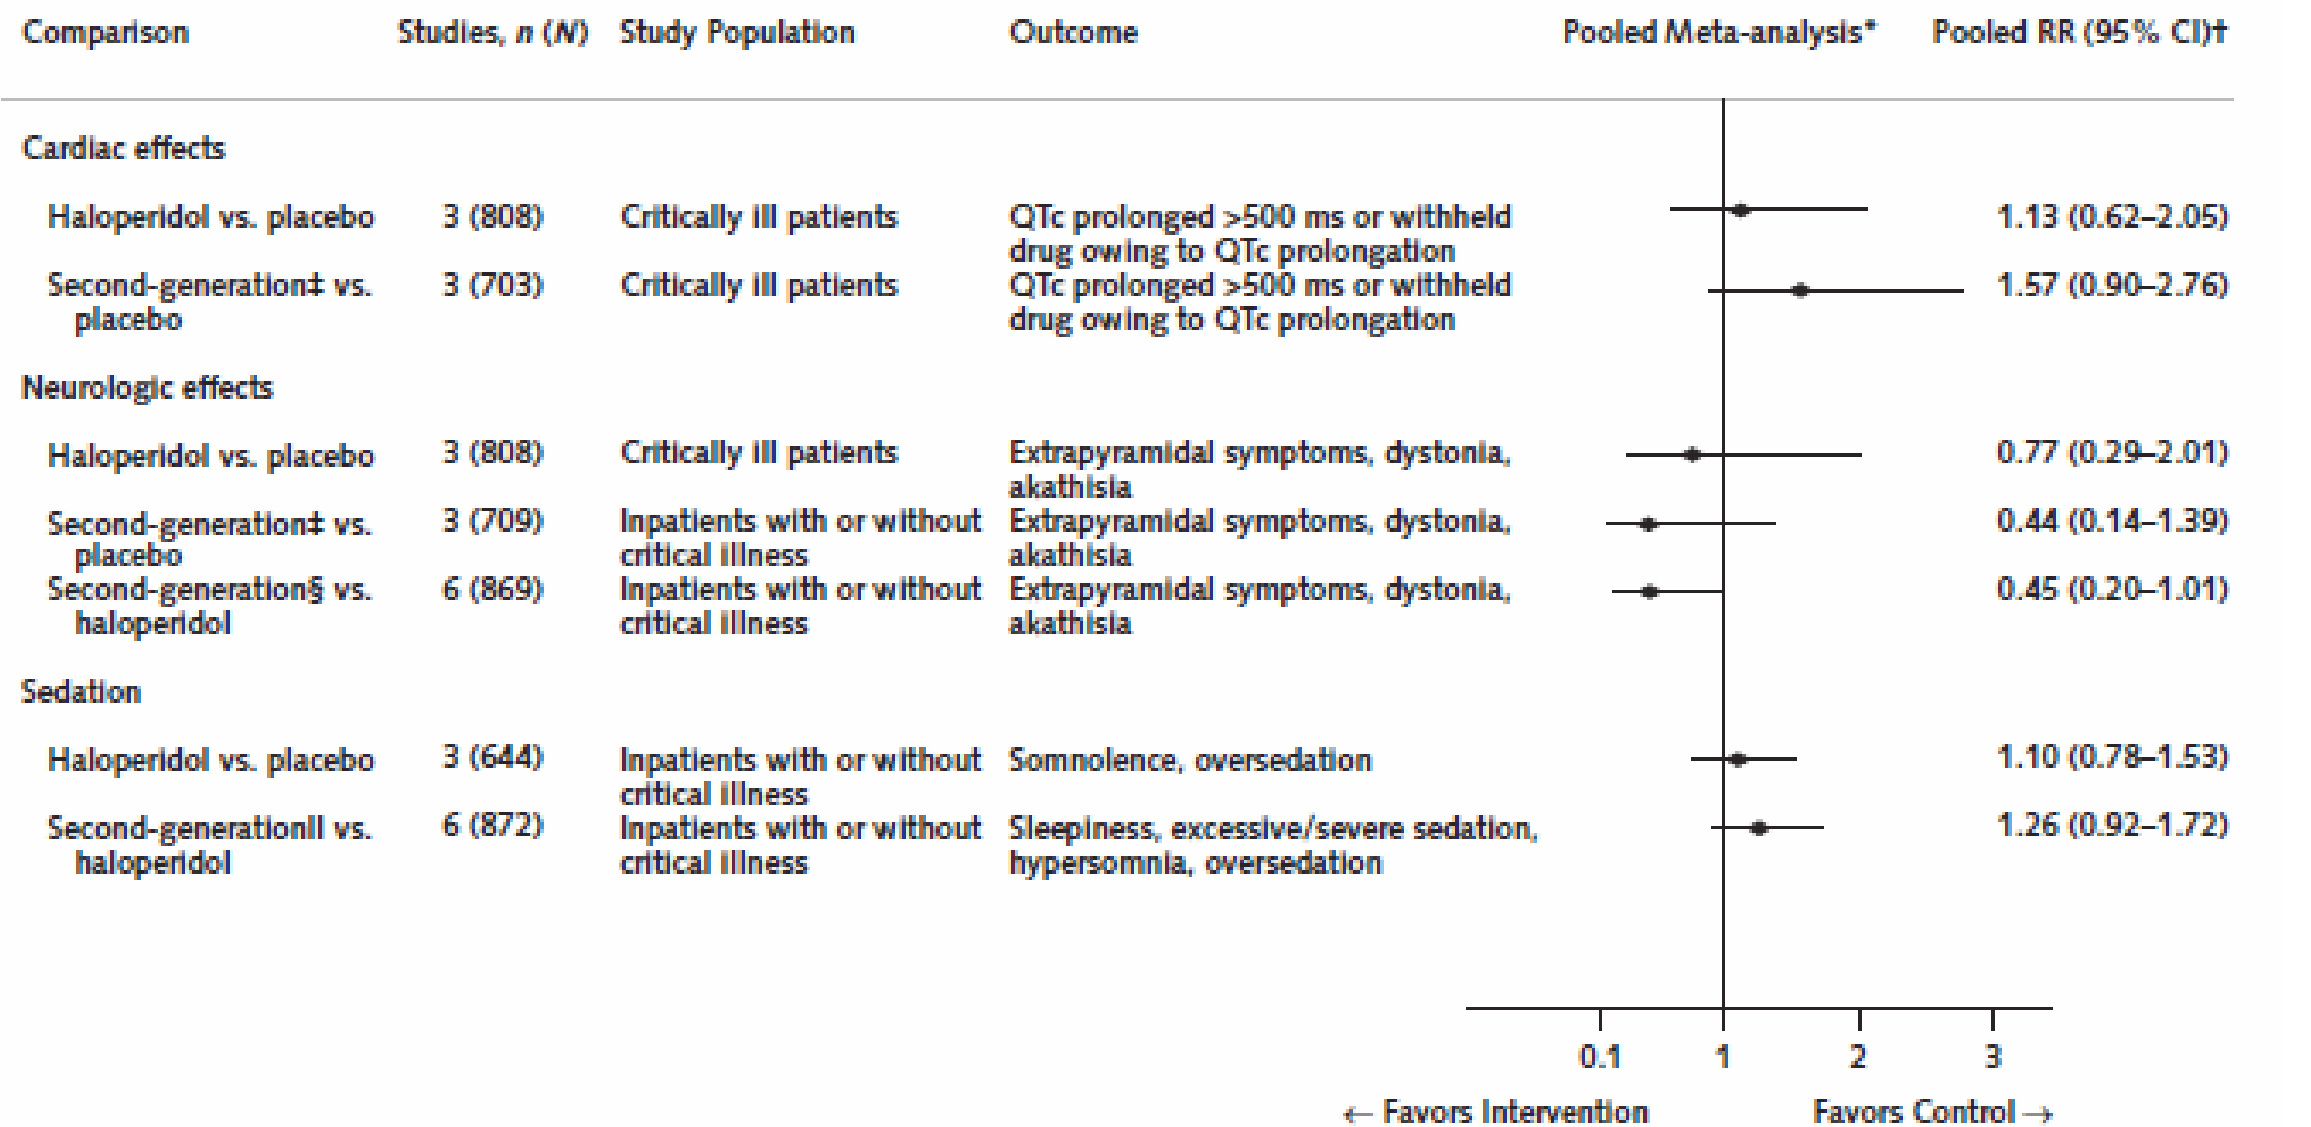 Comparison Studies, n (N) Study Population Outcome Pooled Meta-analysis* Pooled RR (95% CI)†
Cardiac effects
Haloperidol vs. placebo 3 (808) Critically ill patients QTc prolonged >500 ms or withheld 1.13 (0.62–2.05)
drug owing to QTc prolongation
Second-generation‡ vs. 3 (703) Critically ill patients QTc prolonged >500 ms or withheld 1.57 (0.90–2.76)
placebo drug owing to QTc prolongation
Neurologic effects
Haloperidol vs. placebo 3 (808) Critically ill patients Extrapyramidal symptoms, dystonia, 0.77 (0.29–2.01)
akathisia
Second-generation‡ vs. 3 (709) Inpatients with or without Extrapyramidal symptoms, dystonia, 0.44 (0.14–1.39)
placebo critical illness akathisia
Second-generation§ vs. 6 (869) Inpatients with or without Extrapyramidal symptoms, dystonia, 0.45 (0.20–1.01)
haloperidol critical illness akathisia
Sedation
Haloperidol vs. placebo 3 (644) Inpatients with or without Somnolence, oversedation 1.10 (0.78–1.53)
critical illness
Second-generation|| vs. 6 (872) Inpatients with or without Sleepiness, excessive/severe sedation, 1.26 (0.92–1.72)
haloperidol critical illness hypersomnia, oversedation
0.1 1 2 3
← Favors Intervention Favors Control →